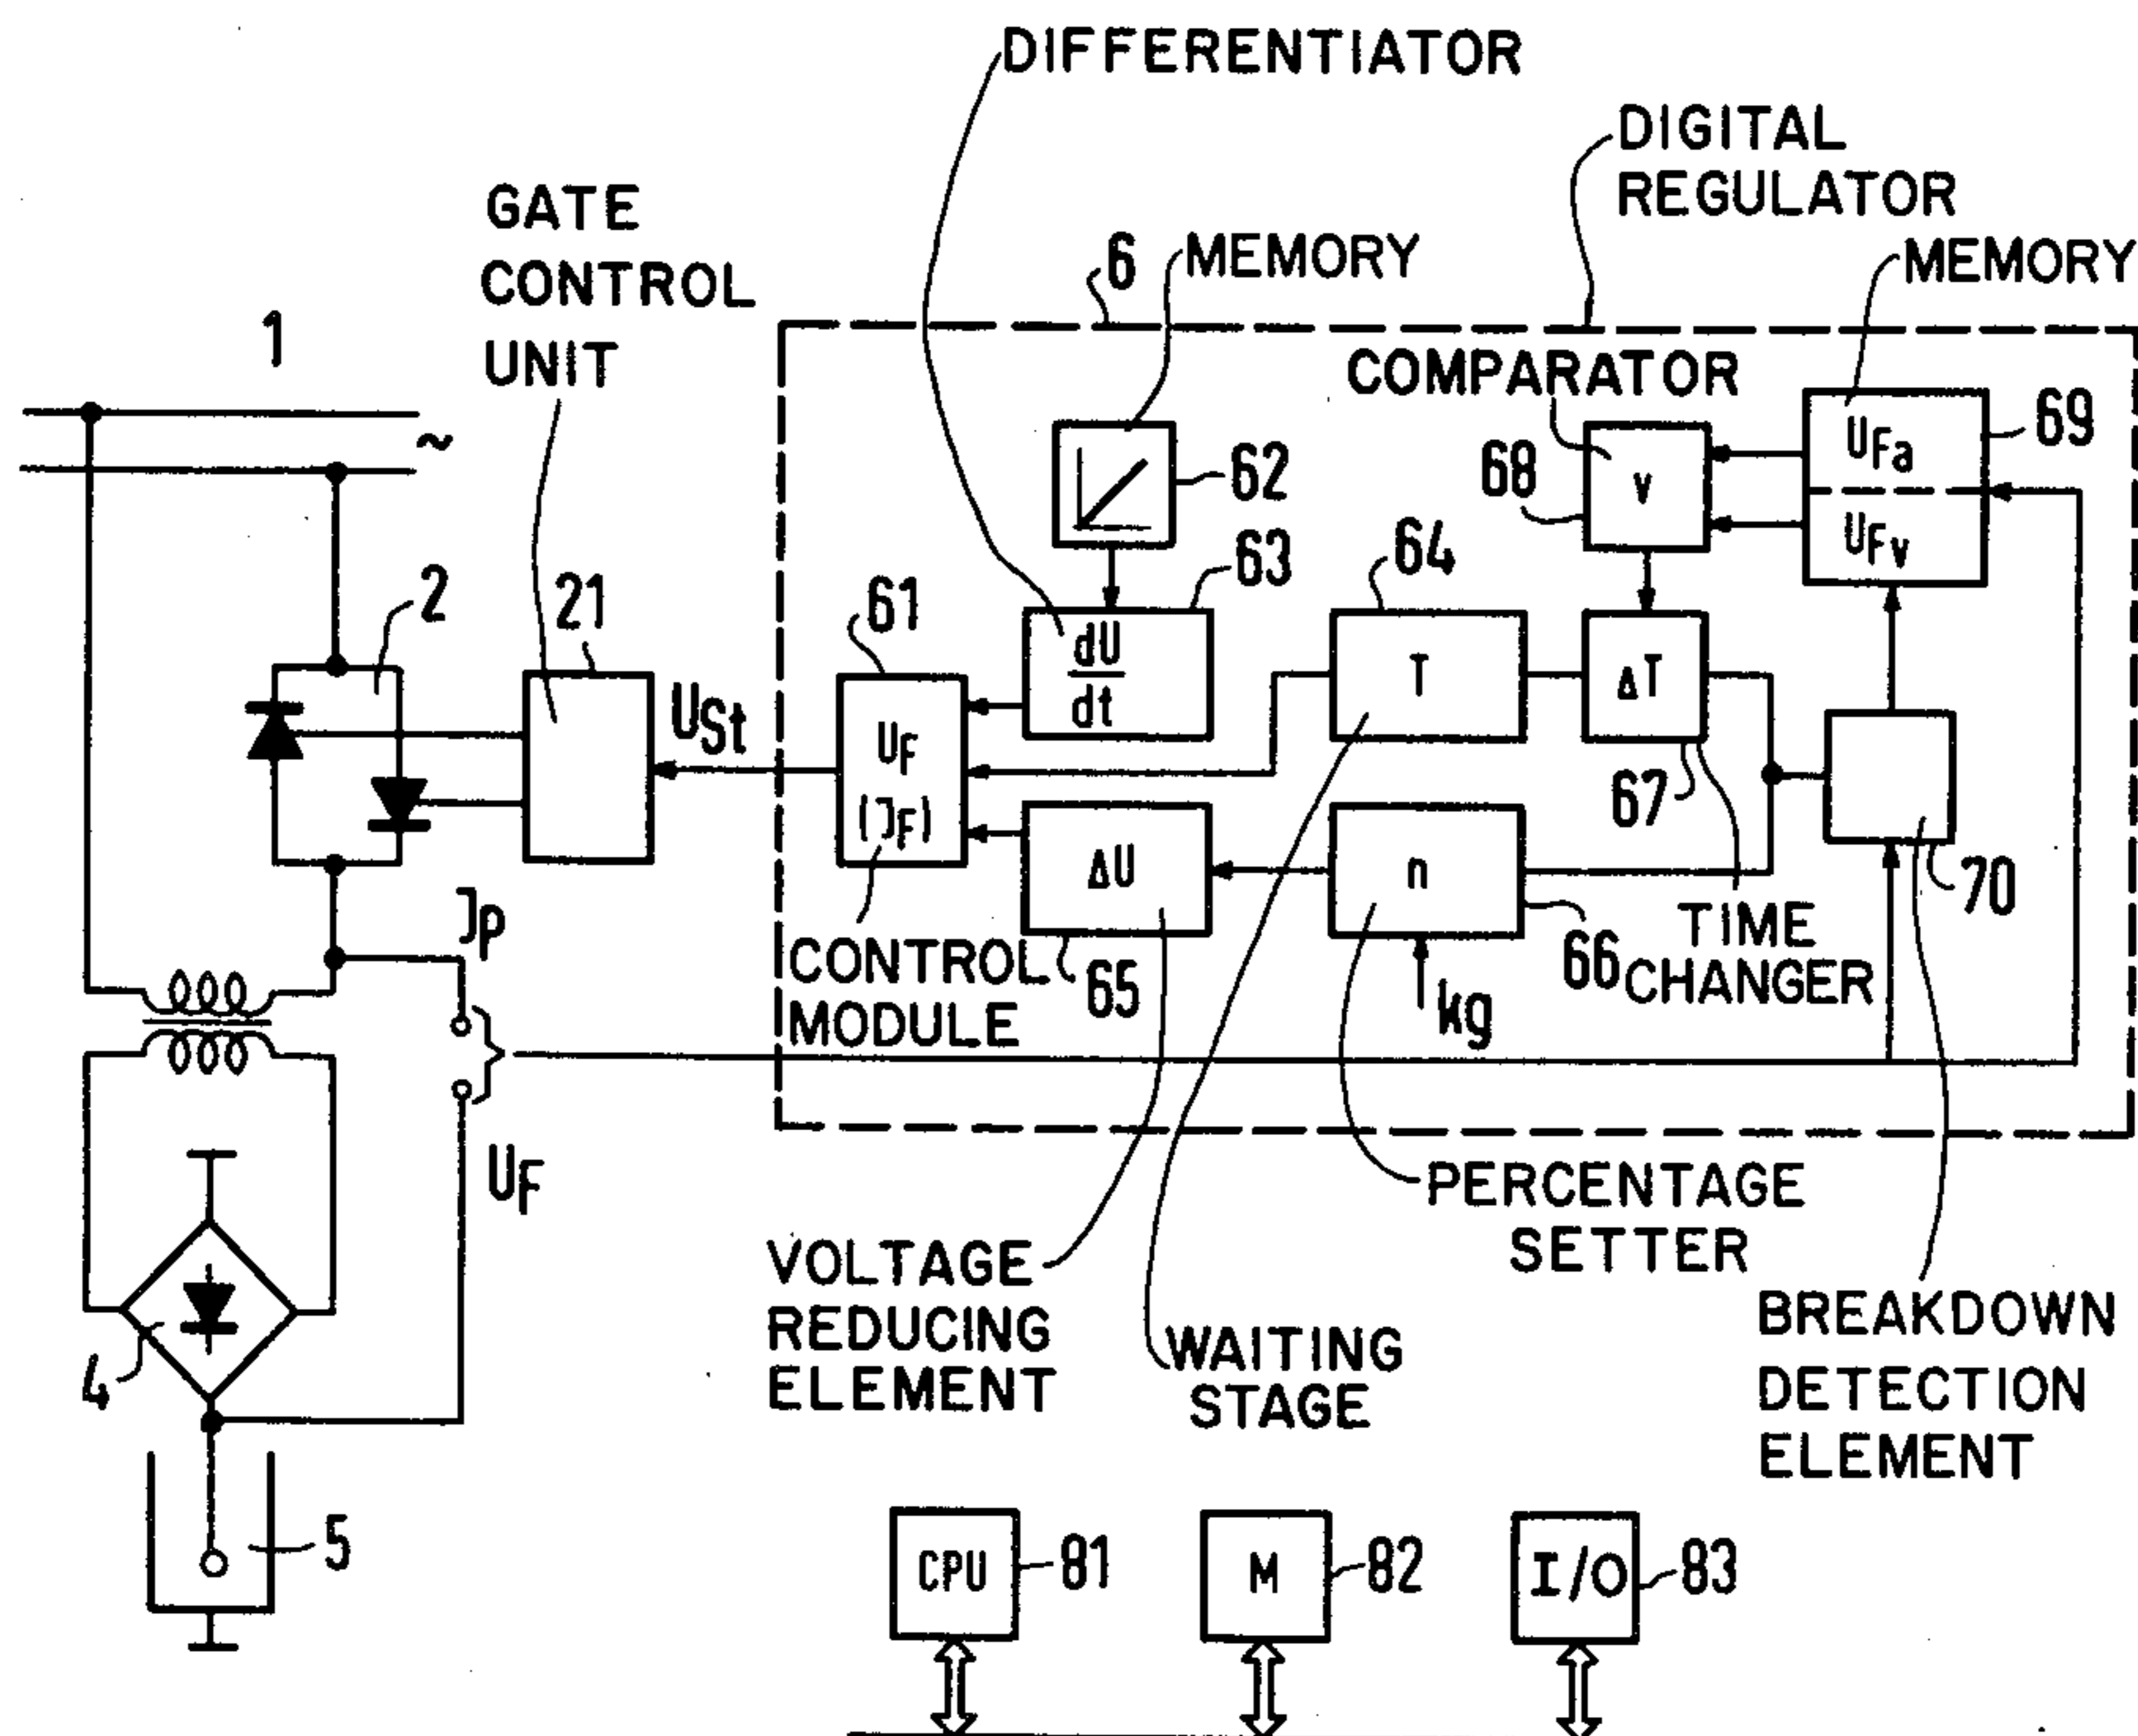 DIFFERENTIATOR
DIGITAL
REGULATOR
GATE
CONTROL
UNIT
6
MEMORY
MEMORY
1
COMPARATOR
~
69
UFa
UFv
68
v
62
63
64
2
21
61
dU
dt
T
ΔT
USt
UF
(JF)
67
ΔU
n
70
Jp
CONTROL
MODULE
65
kg
66
TIME
CHANGER
UF
PERCENTAGE
SETTER
VOLTAGE
REDUCING
ELEMENT
WAITING
STAGE
BREAKDOWN
DETECTION
ELEMENT
4
5
CPU
81
M
82
I/O
83